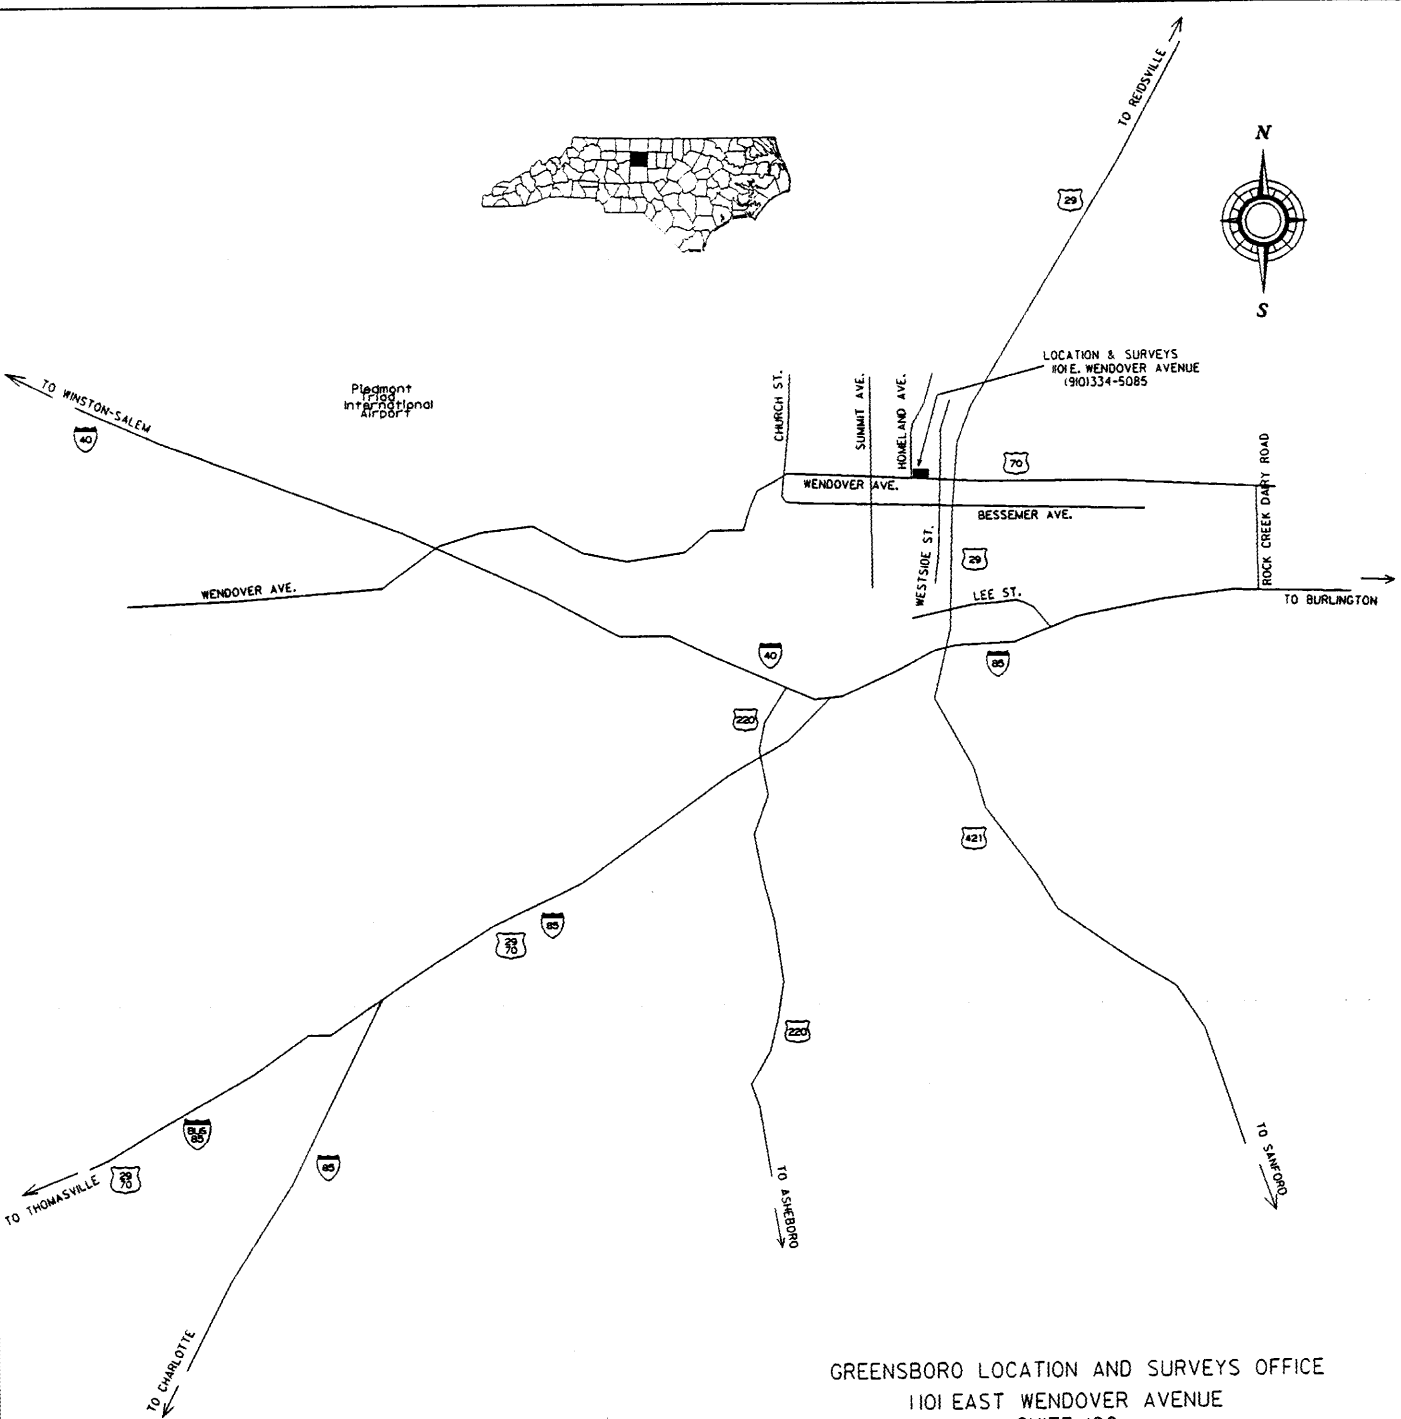 TO REIDSVILLE
N
29
S
LOCATION & SURVEYS
1101 E. WENDOVER AVENUE
(910)334-5085
TO WINSTON-SALEM
40
Piedmont
Triad
International
Airport
CHURCH ST.
SUMMIT AVE.
HOMELAND AVE.
70
ROCK CREEK DAIRY ROAD
WENDOVER AVE.
BESSEMER AVE.
WESTSIDE ST.
29
LEE ST.
WENDOVER AVE.
TO BURLINGTON
40
85
220
421
85
29
70
220
BUS
85
85
29
70
TO THOMASVILLE
TO ASHEBORO
TO SANFORD
TO CHARLOTTE
GREENSBORO LOCATION AND SURVEYS OFFICE
1101 EAST WENDOVER AVENUE